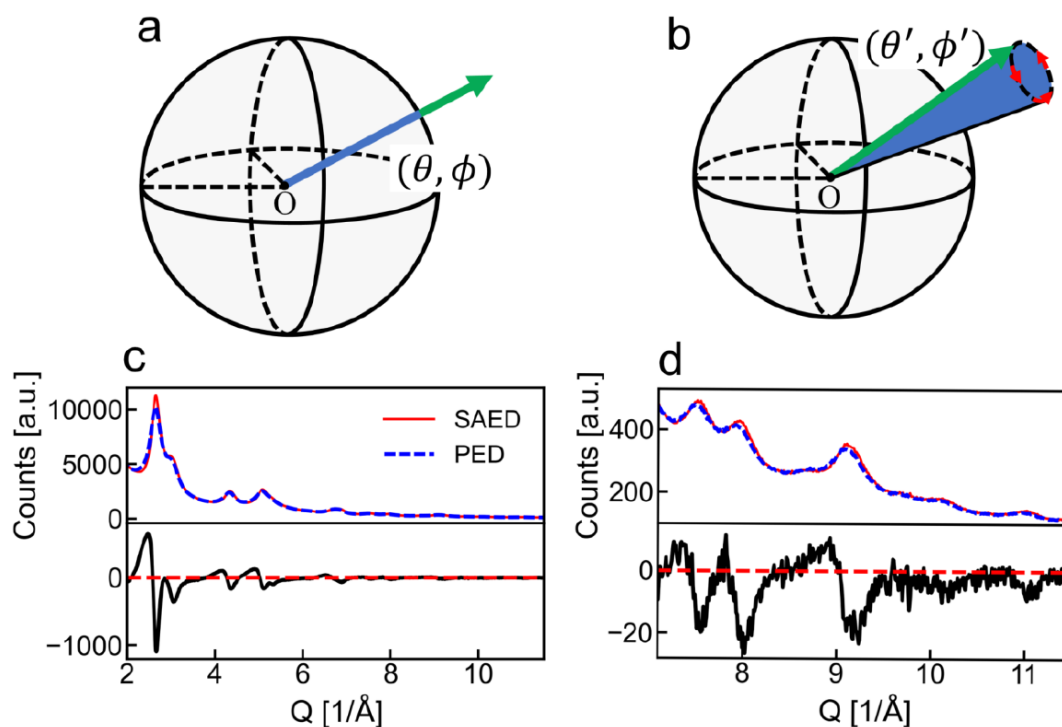 a
(θ, ϕ)
O
b
(θ′, ϕ′)
O
c
Counts [a.u.]
10000
5000
0
0
−1000
SAED
PED
2
4
6
8
10
Q [1/Å]
d
Counts [a.u.]
400
200
0
−20
8
9
10
11
Q [1/Å]